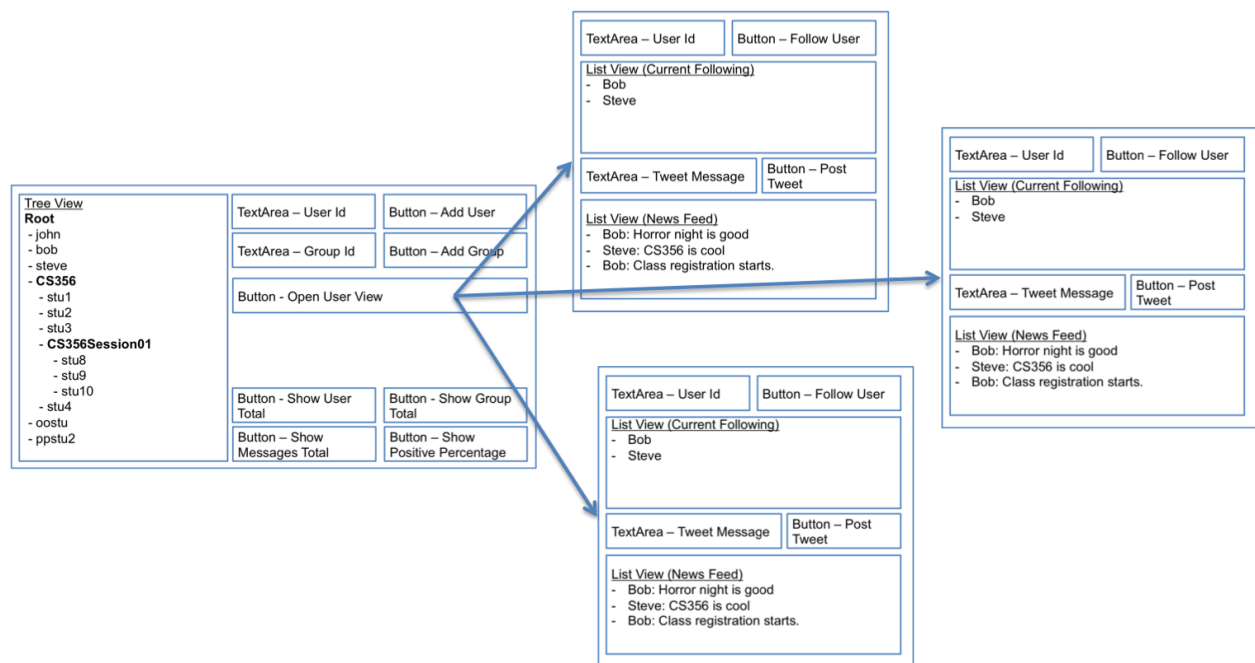 Tree View
Root
- john
- bob
- steve
- CS356
- stu1
- stu2
- stu3
- CS356Session01
- stu8
- stu9
- stu10
- stu4
- oostu
- ppstu2
TextArea – User Id
Button – Add User
TextArea – Group Id
Button – Add Group
Button - Open User View
Button - Show User
Total
Button - Show Group
Total
Button – Show
Messages Total
Button – Show
Positive Percentage
TextArea – User Id
Button – Follow User
List View (Current Following)
- Bob
- Steve
TextArea – Tweet Message
Button – Post
Tweet
List View (News Feed)
- Bob: Horror night is good
- Steve: CS356 is cool
- Bob: Class registration starts.
TextArea – User Id
Button – Follow User
List View (Current Following)
- Bob
- Steve
TextArea – Tweet Message
Button – Post
Tweet
List View (News Feed)
- Bob: Horror night is good
- Steve: CS356 is cool
- Bob: Class registration starts.
TextArea – User Id
Button – Follow User
List View (Current Following)
- Bob
- Steve
TextArea – Tweet Message
Button – Post
Tweet
List View (News Feed)
- Bob: Horror night is good
- Steve: CS356 is cool
- Bob: Class registration starts.